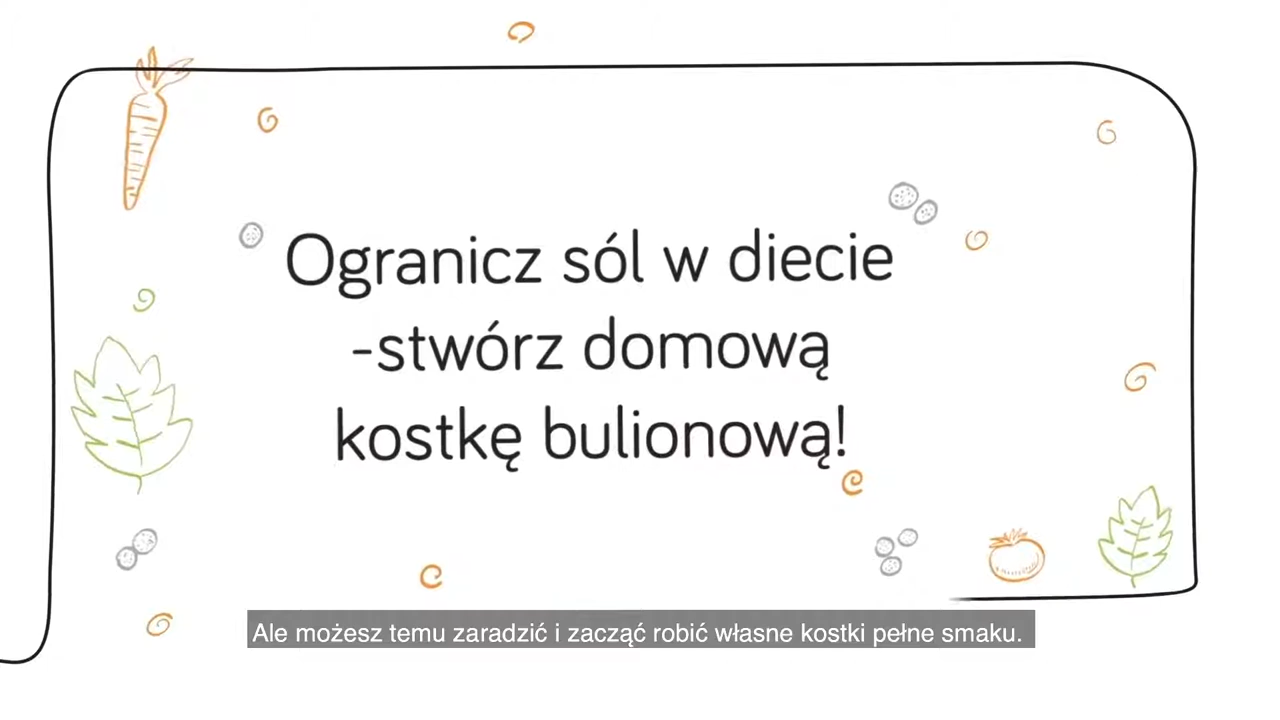 Ogranicz sól w diecie
-stwórz domową
kostkę bulionową!
Ale możesz temu zaradzić i zacząć robić własne kostki pełne smaku.